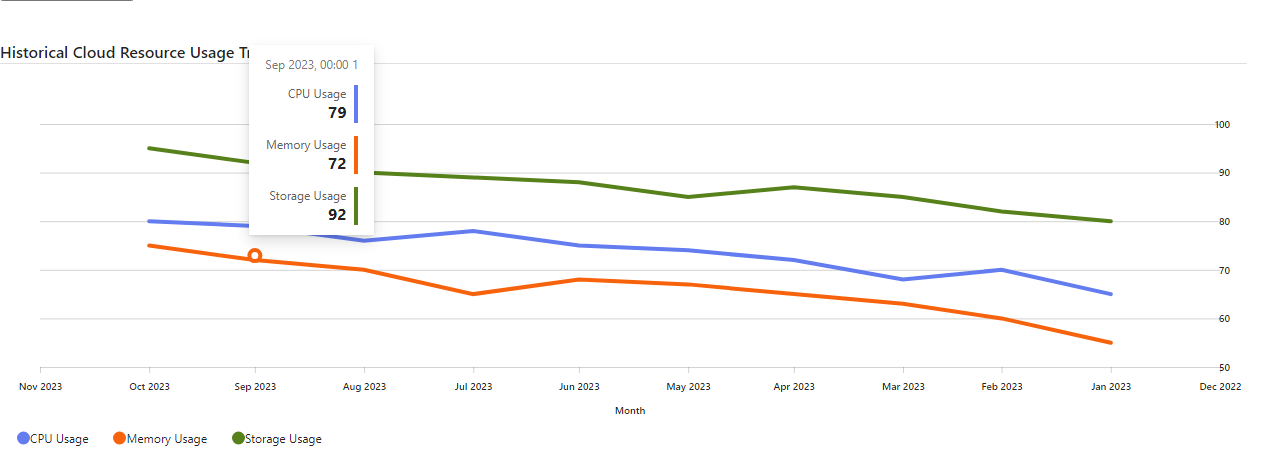 Historical Cloud Resource Usage Tr
Sep 2023, 00:00 1
CPU Usage
79
Memory Usage
72
Storage Usage
92
100
90
80
70
60
50
Nov 2023 Oct 2023 Sep 2023 Aug 2023 Jul 2023 Jun 2023 May 2023 Apr 2023 Mar 2023 Feb 2023 Jan 2023 Dec 2022
Month
CPU Usage Memory Usage Storage Usage